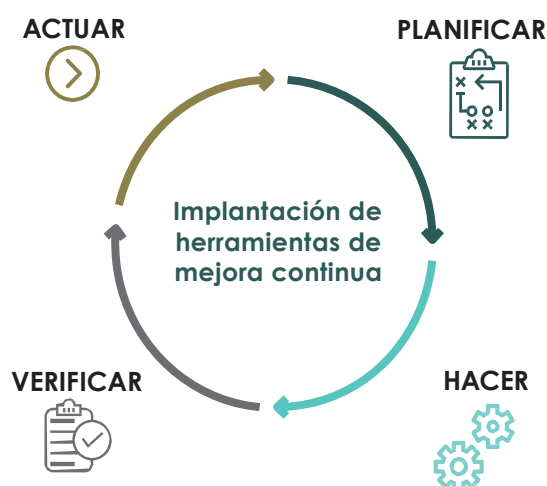 ACTUAR
PLANIFICAR
Implantación de
herramientas de
mejora continua
VERIFICAR
HACER